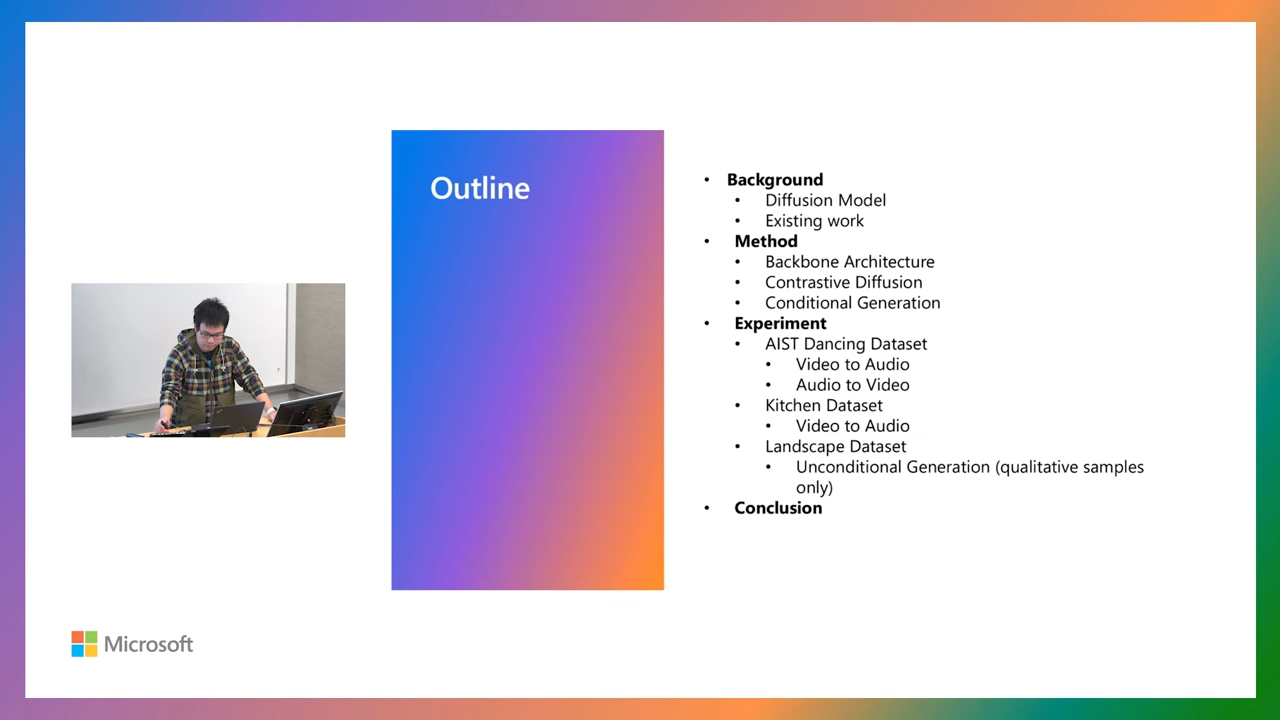 Outline
• Background
• Diffusion Model
• Existing work
• Method
• Backbone Architecture
• Contrastive Diffusion
• Conditional Generation
• Experiment
• AIST Dancing Dataset
• Video to Audio
• Audio to Video
• Kitchen Dataset
• Video to Audio
• Landscape Dataset
• Unconditional Generation (qualitative samples
only)
• Conclusion
Microsoft